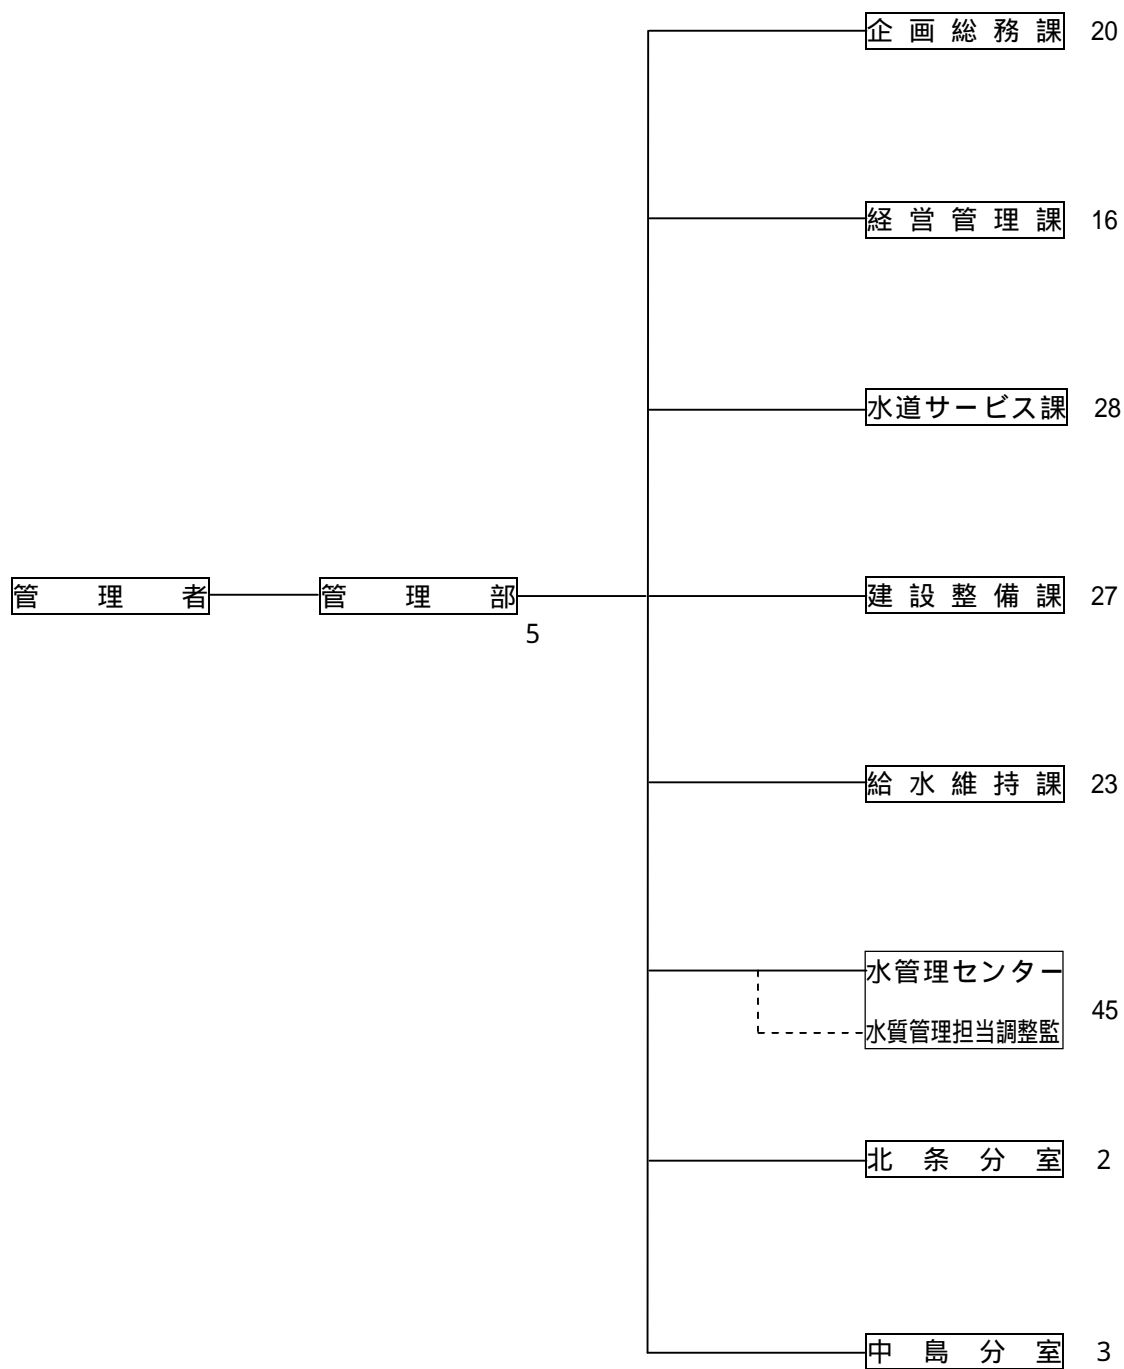 企画総務課 20
経営管理課 16
水道サービス課 28
管理者 管理部 建設整備課 27
5
給水維持課 23
水管理センター
45
水質管理担当調整監
北条分室 2
中島分室 3